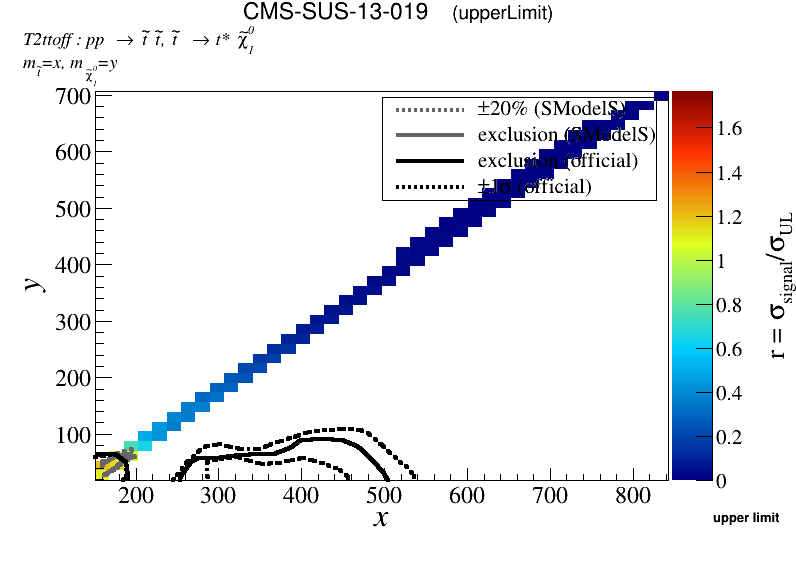 CMS-SUS-13-019 (upperLimit)
T2ttoff : pp → t̃ t̃, t̃ → t* χ̃₁⁰
m_t̃=x, m_χ̃₁⁰=y
±20% (SModelS)
exclusion (SModelS)
exclusion (official)
±1σ (official)
700
600
500
400
300
200
100
y
200 300 400 500 600 700 800
x
1.6
1.4
1.2
1
0.8
0.6
0.4
0.2
0
r = σ_signal/σ_UL
upper limit